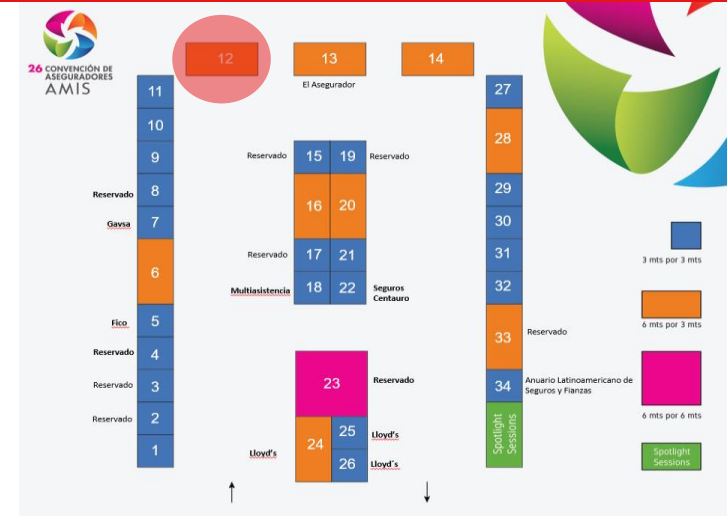 26 CONVENCIÓN DE
ASEGURADORES
AMIS
12
13
14
El Asegurador
11
10
9
Reservado 8
Gavsa 7
6
Fico 5
Reservado 4
Reservado 3
Reservado 2
1
Reservado 15 19 Reservado
16 20
Reservado 17 21
Multiasistencia 18 22 Seguros
Centauro
23 Reservado
24
25 Lloyd's
Lloyd's
26 Lloyd´s
27
28
29
30
31
32
33 Reservado
34 Anuario Latinoamericano de
Seguros y Fianzas
Spotlight
Sessions
3 mts por 3 mts
6 mts por 3 mts
6 mts por 6 mts
Spotlight
Sessions